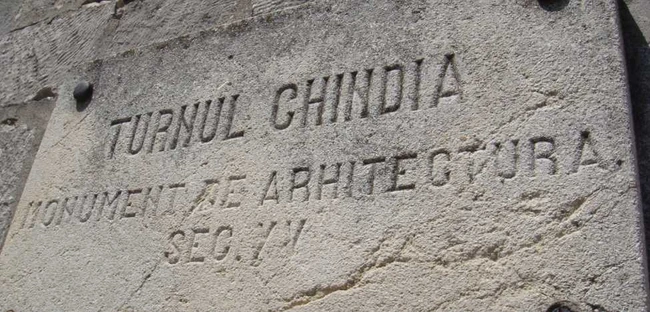 TURNUL CHINDIA
MONUMENT DE ARHITECTURA.
SEC. XV